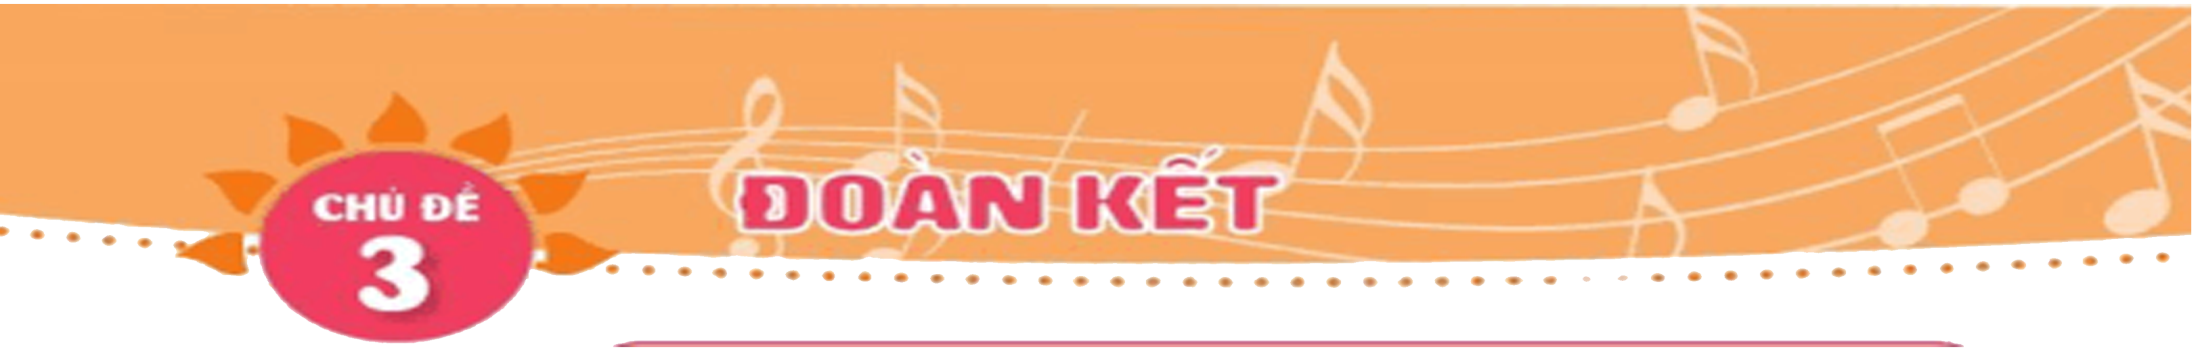 CHỦ ĐỀ
3
ĐOÀN KẾT